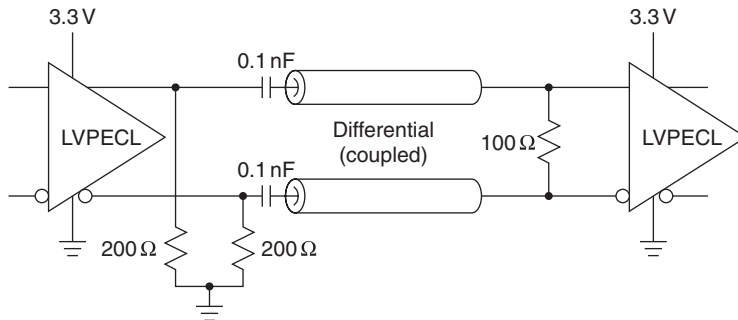 3.3 V
3.3 V
0.1 nF
LVPECL
Differential
(coupled)
100 Ω
LVPECL
0.1 nF
200 Ω
200 Ω